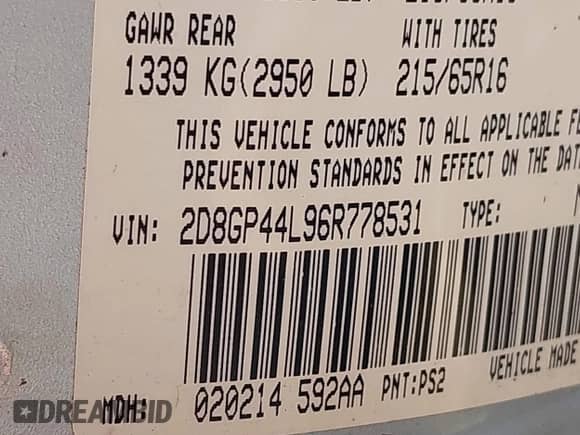 GAWR REAR WITH TIRES
1339 KG(2950 LB) 215/65R16
THIS VEHICLE CONFORMS TO ALL APPLICABLE
PREVENTION STANDARDS IN EFFECT ON THE
VIN: 2D8GP44L96R778531 TYPE:
MDH: 020214 592AA PNT:PS2 VEHICLE MADE
DREAMBID